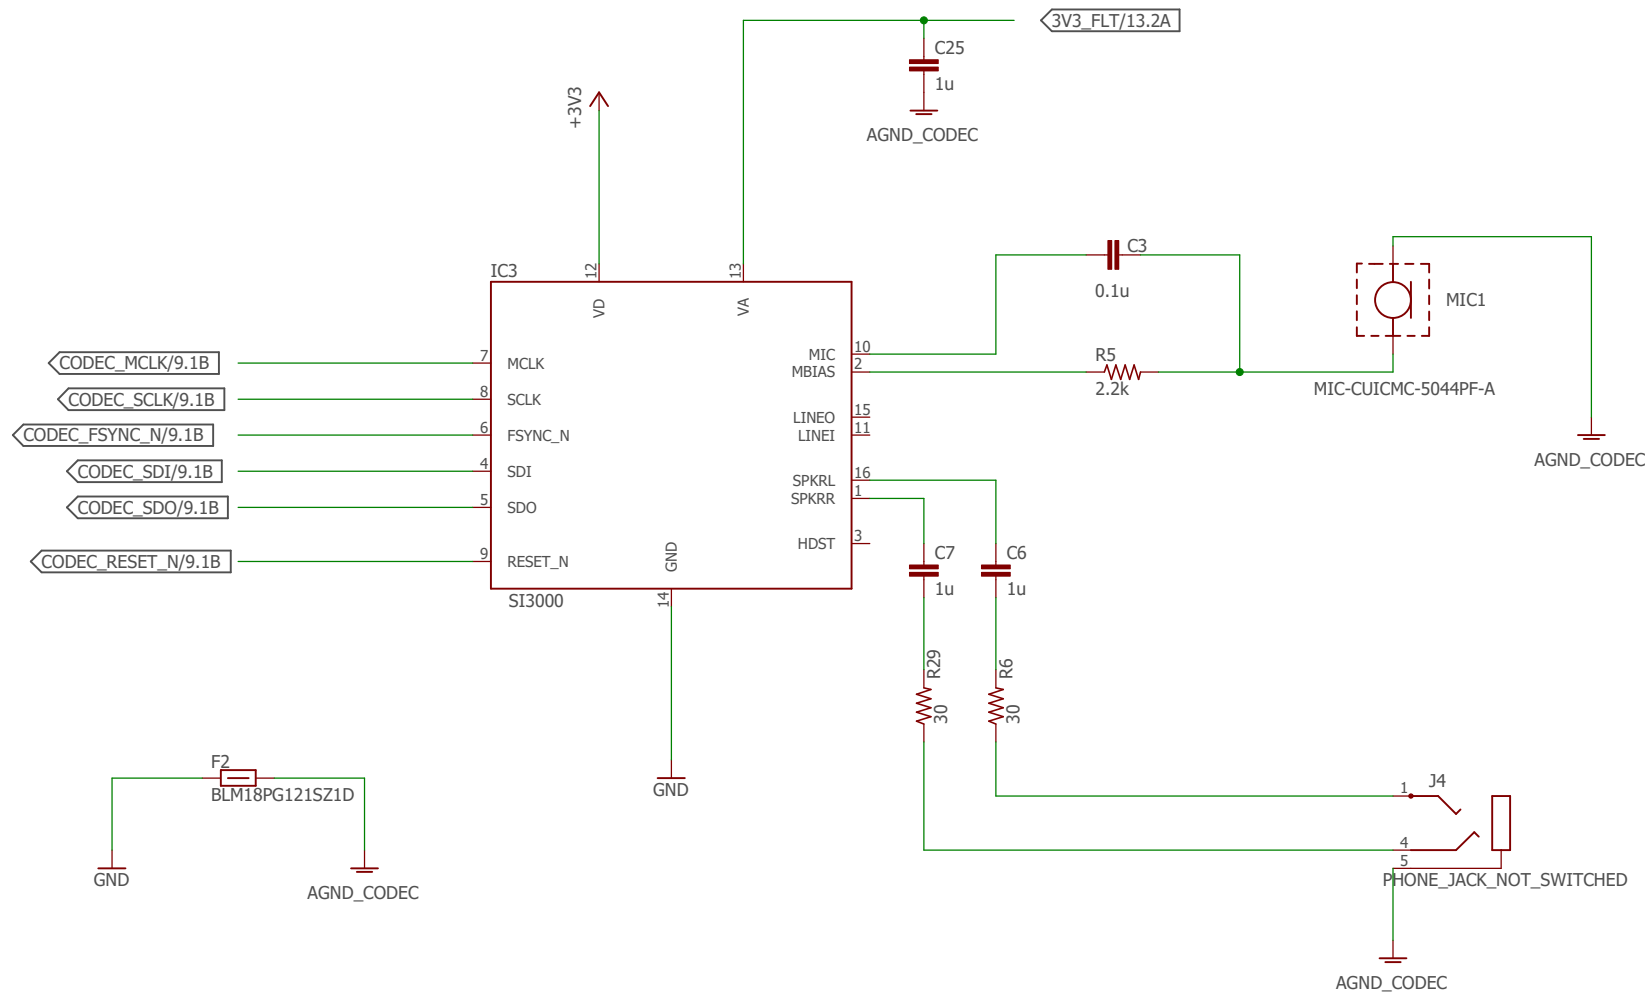 3V3_FLT/13.2A
C25
1u
AGND_CODEC
+3V3
IC3
12
13
VD
VA
C3
0.1u
MIC1
MIC-CUICMC-5044PF-A
AGND_CODEC
R5
2.2k
CODEC_MCLK/9.1B
7
MCLK
CODEC_SCLK/9.1B
8
SCLK
CODEC_FSYNC_N/9.1B
6
FSYNC_N
CODEC_SDI/9.1B
4
SDI
CODEC_SDO/9.1B
5
SDO
CODEC_RESET_N/9.1B
9
RESET_N
MIC
10
MBIAS
2
LINEO
15
LINEI
11
SPKRL
16
SPKRR
1
HDST
3
GND
14
SI3000
C7
1u
C6
1u
R29
30
R6
30
GND
F2
BLM18PG121SZ1D
GND
AGND_CODEC
J4
1
4
5
PHONE_JACK_NOT_SWITCHED
AGND_CODEC